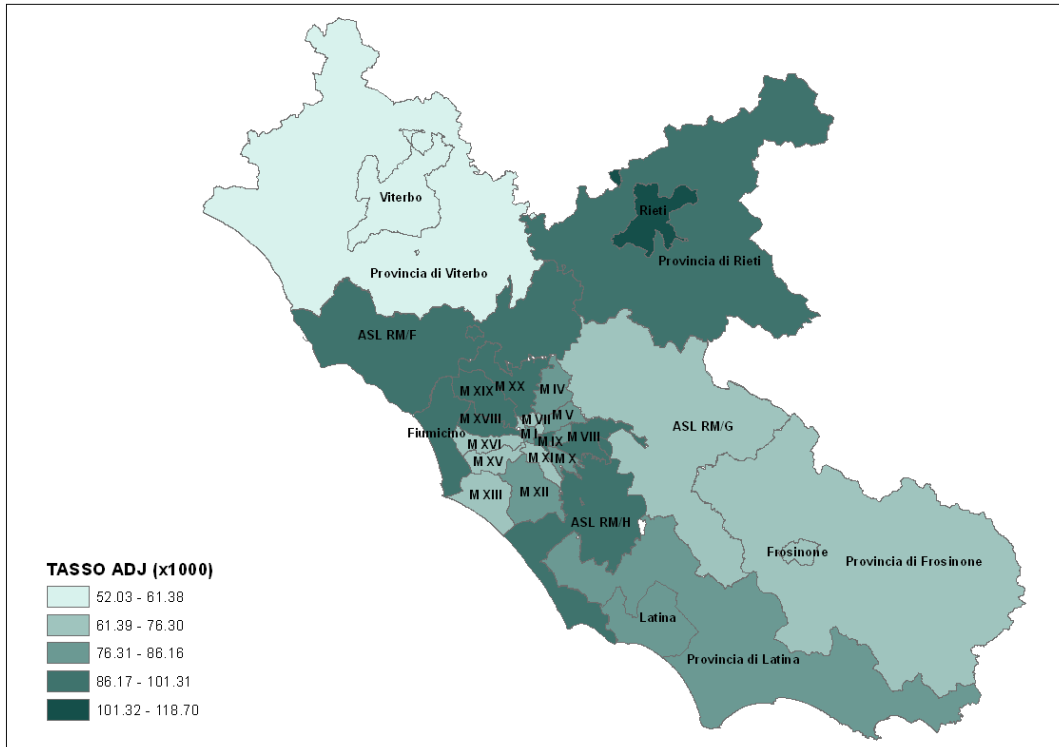 Viterbo
Rieti
Provincia di Rieti
Provincia di Viterbo
ASL RM/F
M XX
M IV
M XIX
M XVIII
M VII
M V
Fiumicino
M I
M IX
M VIII
ASL RM/G
M XVI
M XI
M X
M XV
M XIII
M XII
ASL RM/H
Frosinone
Provincia di Frosinone
Latina
Provincia di Latina
TASSO ADJ (x1000)
52.03 - 61.38
61.39 - 76.30
76.31 - 86.16
86.17 - 101.31
101.32 - 118.70